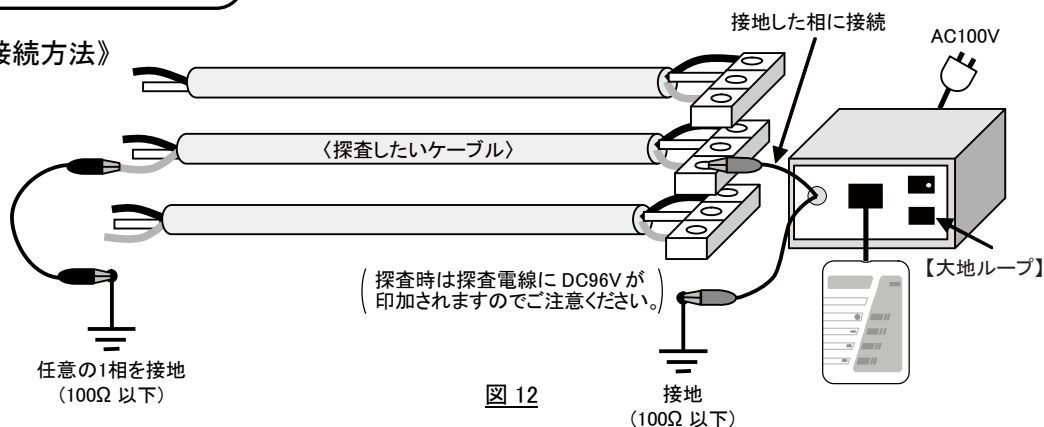 接続方法》
接地した相に接続
AC100V
〈探査したいケーブル〉
【大地ループ】
探査時は探査電線に DC96V が
印加されますのでご注意ください。
任意の1相を接地
（100Ω 以下）
図 12
接地
（100Ω 以下）